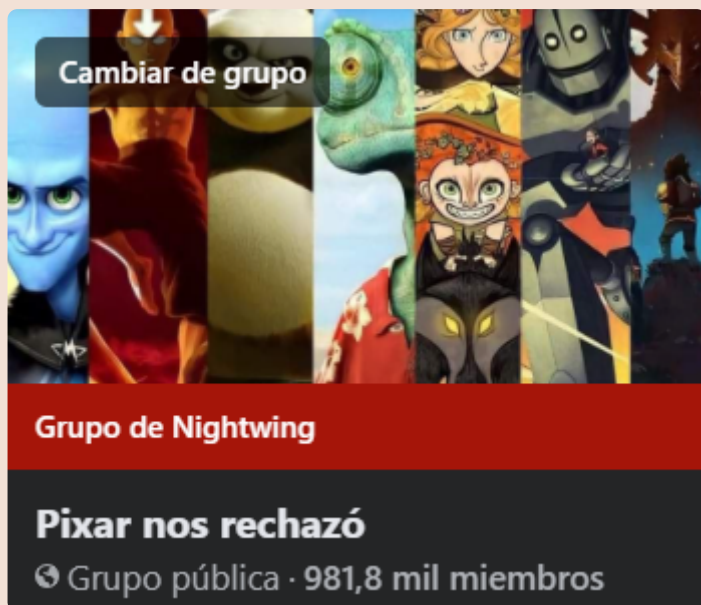 Cambiar de grupo
Grupo de Nightwing
Pixar nos rechazó
Grupo pública · 981,8 mil miembros